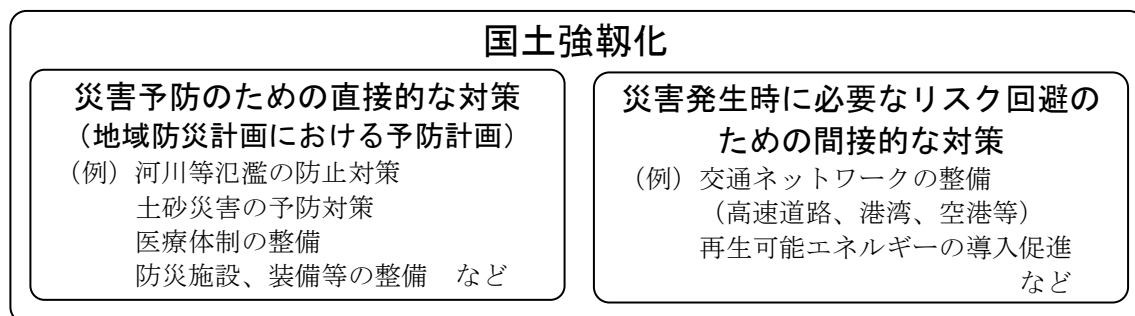 国土強靱化
災害予防のための直接的な対策
（地域防災計画における予防計画）
（例）河川等氾濫の防止対策
土砂災害の予防対策
医療体制の整備
防災施設、装備等の整備　など
災害発生時に必要なリスク回避の
ための間接的な対策
（例）交通ネットワークの整備
（高速道路、港湾、空港等）
再生可能エネルギーの導入促進
など